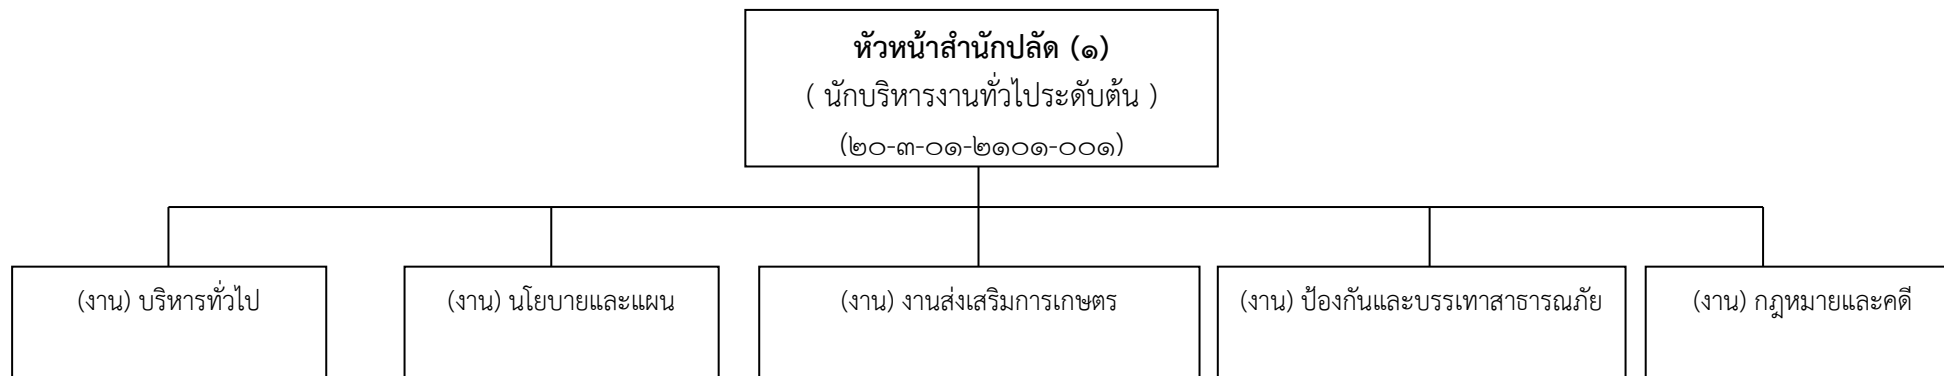 หัวหน้าสำนักปลัด (๑)
( นักบริหารงานทั่วไประดับต้น )
(๒๐-๓-๐๑-๒๑๐๑-๐๐๑)
(งาน) บริหารทั่วไป
(งาน) นโยบายและแผน
(งาน) งานส่งเสริมการเกษตร
(งาน) ป้องกันและบรรเทาสาธารณภัย
(งาน) กฎหมายและคดี